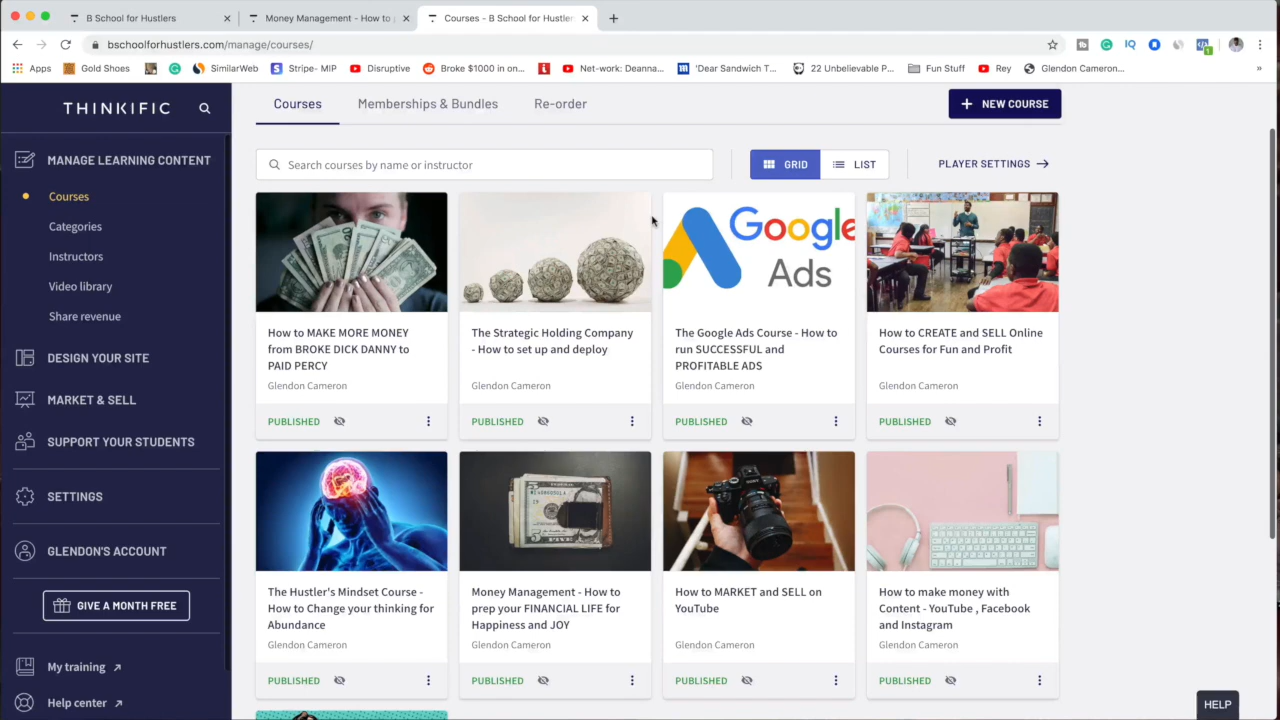 B School for Hustlers
Money Management - How to p
Courses - B School for Hustler
bschoolforhustlers.com/manage/courses/
1
Apps
Gold Shoes
SimilarWeb
Stripe- MIP
Disruptive
Broke $1000 in on...
Net-work: Deanna...
'Dear Sandwich T...
22 Unbelievable P...
Fun Stuff
Rey
Glendon Cameron...
»
THINKIFIC
Courses
Memberships & Bundles
Re-order
+ NEW COURSE
MANAGE LEARNING CONTENT
Courses
Categories
Instructors
Video library
Share revenue
DESIGN YOUR SITE
MARKET & SELL
SUPPORT YOUR STUDENTS
SETTINGS
GLENDON'S ACCOUNT
GIVE A MONTH FREE
My training
Help center
Search courses by name or instructor
GRID
LIST
PLAYER SETTINGS
How to MAKE MORE MONEY
from BROKE DICK DANNY to
PAID PERCY
Glendon Cameron
PUBLISHED
The Strategic Holding Company
- How to set up and deploy
Glendon Cameron
PUBLISHED
Google
Ads
The Google Ads Course - How to
run SUCCESSFUL and
PROFITABLE ADS
Glendon Cameron
PUBLISHED
How to CREATE and SELL Online
Courses for Fun and Profit
Glendon Cameron
PUBLISHED
The Hustler's Mindset Course -
How to Change your thinking for
Abundance
Glendon Cameron
PUBLISHED
Money Management - How to
prep your FINANCIAL LIFE for
Happiness and JOY
Glendon Cameron
PUBLISHED
How to MARKET and SELL on
YouTube
Glendon Cameron
PUBLISHED
How to make money with
Content - YouTube , Facebook
and Instagram
Glendon Cameron
PUBLISHED
HELP